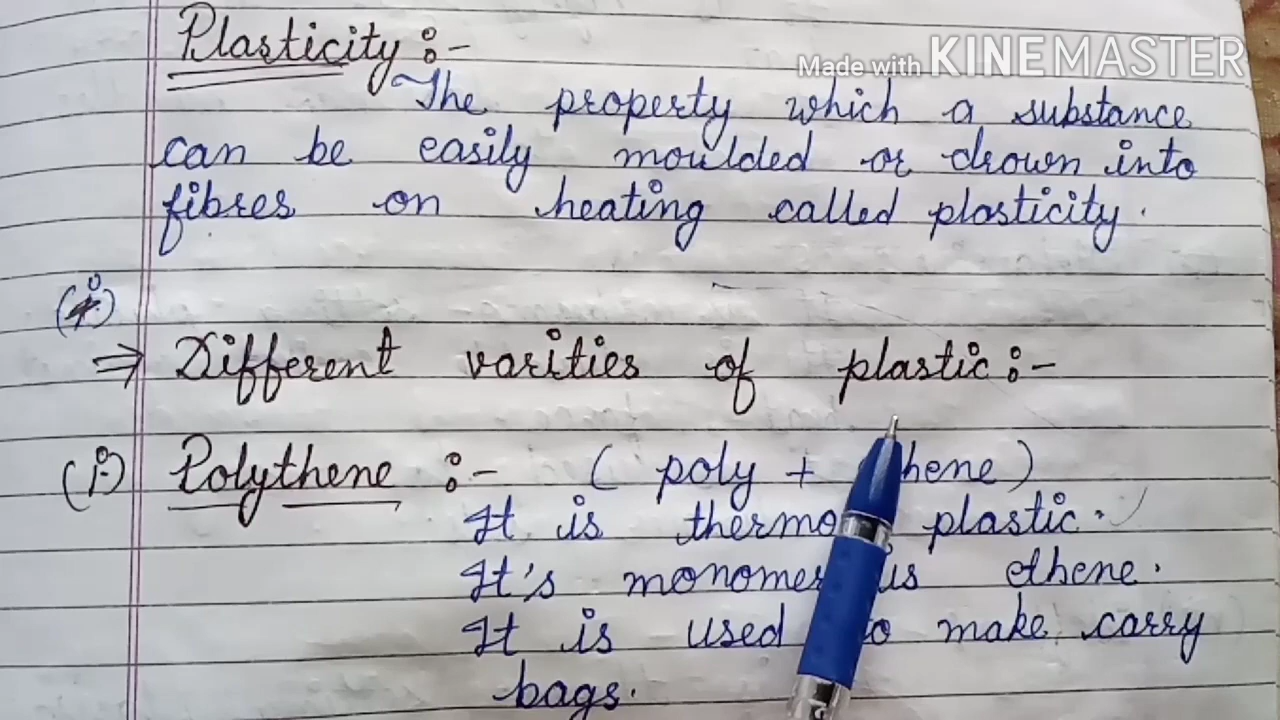 Plasticity :-
Made with KINEMASTER
The property which a substance
can be easily moulded or drown into
fibres on heating called plasticity.
⇒ Different varities of plastic :-
(i) Polythene :- ( poly + hene)
It is thermo plastic.
It's monomer is ethene.
It is used to make carry
bags.